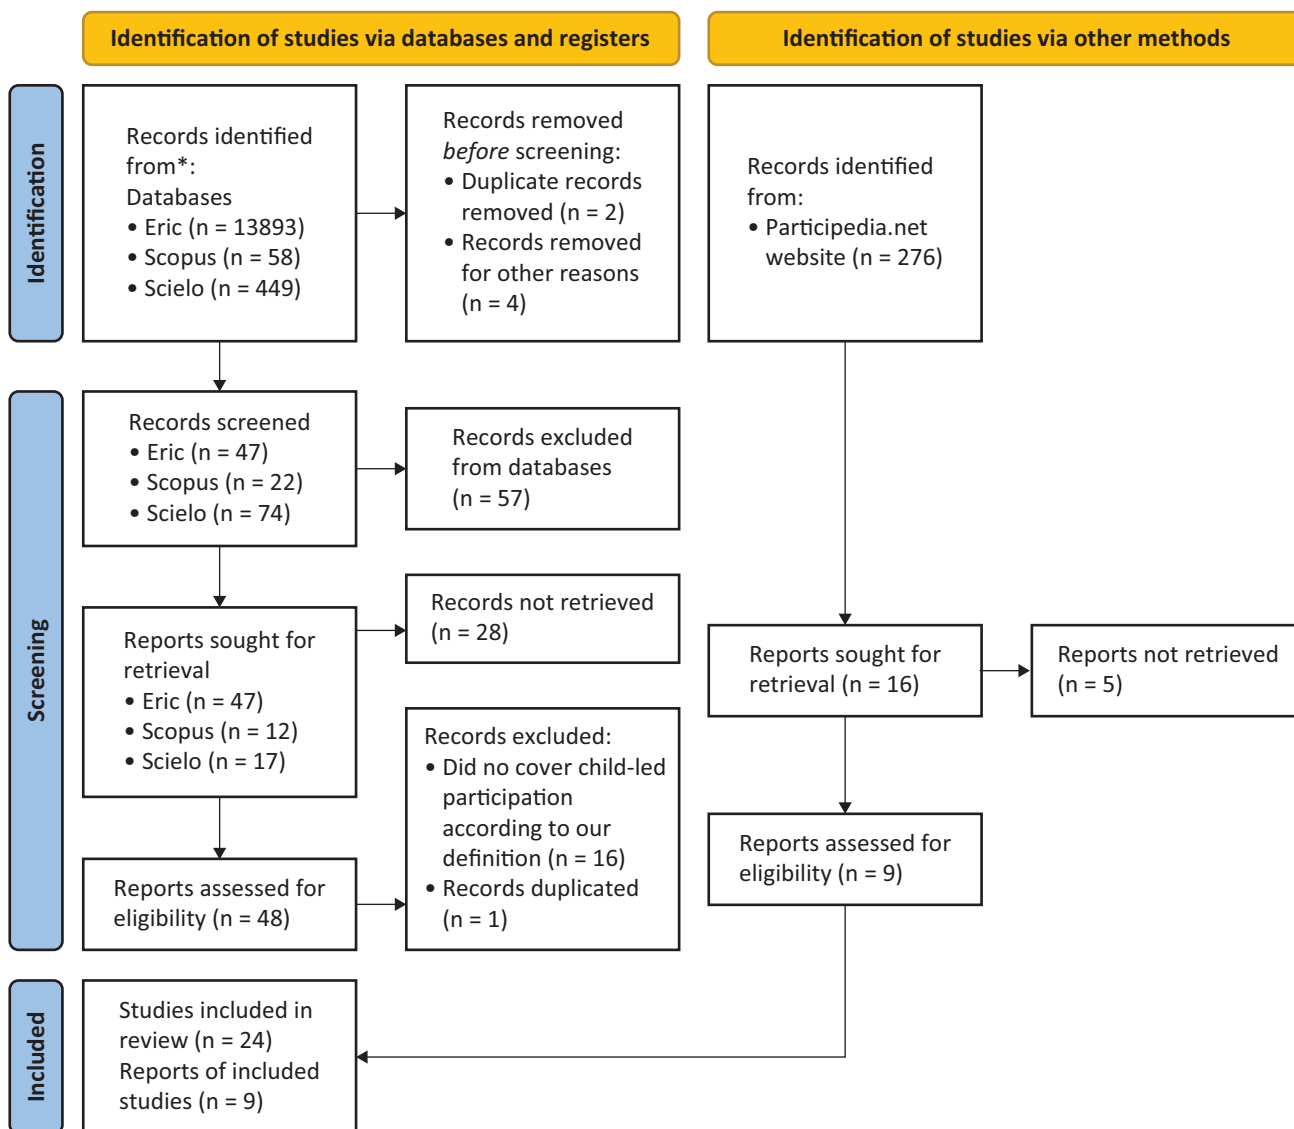 Identification of studies via databases and registers
Identification of studies via other methods
Identification
Records identified
from*:
Databases
• Eric (n = 13893)
• Scopus (n = 58)
• Scielo (n = 449)
Records removed
before screening:
• Duplicate records
removed (n = 2)
• Records removed
for other reasons
(n = 4)
Records identified
from:
• Participedia.net
website (n = 276)
Screening
Records screened
• Eric (n = 47)
• Scopus (n = 22)
• Scielo (n = 74)
Records excluded
from databases
(n = 57)
Reports sought for
retrieval
• Eric (n = 47)
• Scopus (n = 12)
• Scielo (n = 17)
Records not retrieved
(n = 28)
Reports sought for
retrieval (n = 16)
Reports not retrieved
(n = 5)
Reports assessed for
eligibility (n = 48)
Records excluded:
• Did no cover child-led
participation
according to our
definition (n = 16)
• Records duplicated
(n = 1)
Reports assessed for
eligibility (n = 9)
Included
Studies included in
review (n = 24)
Reports of included
studies (n = 9)